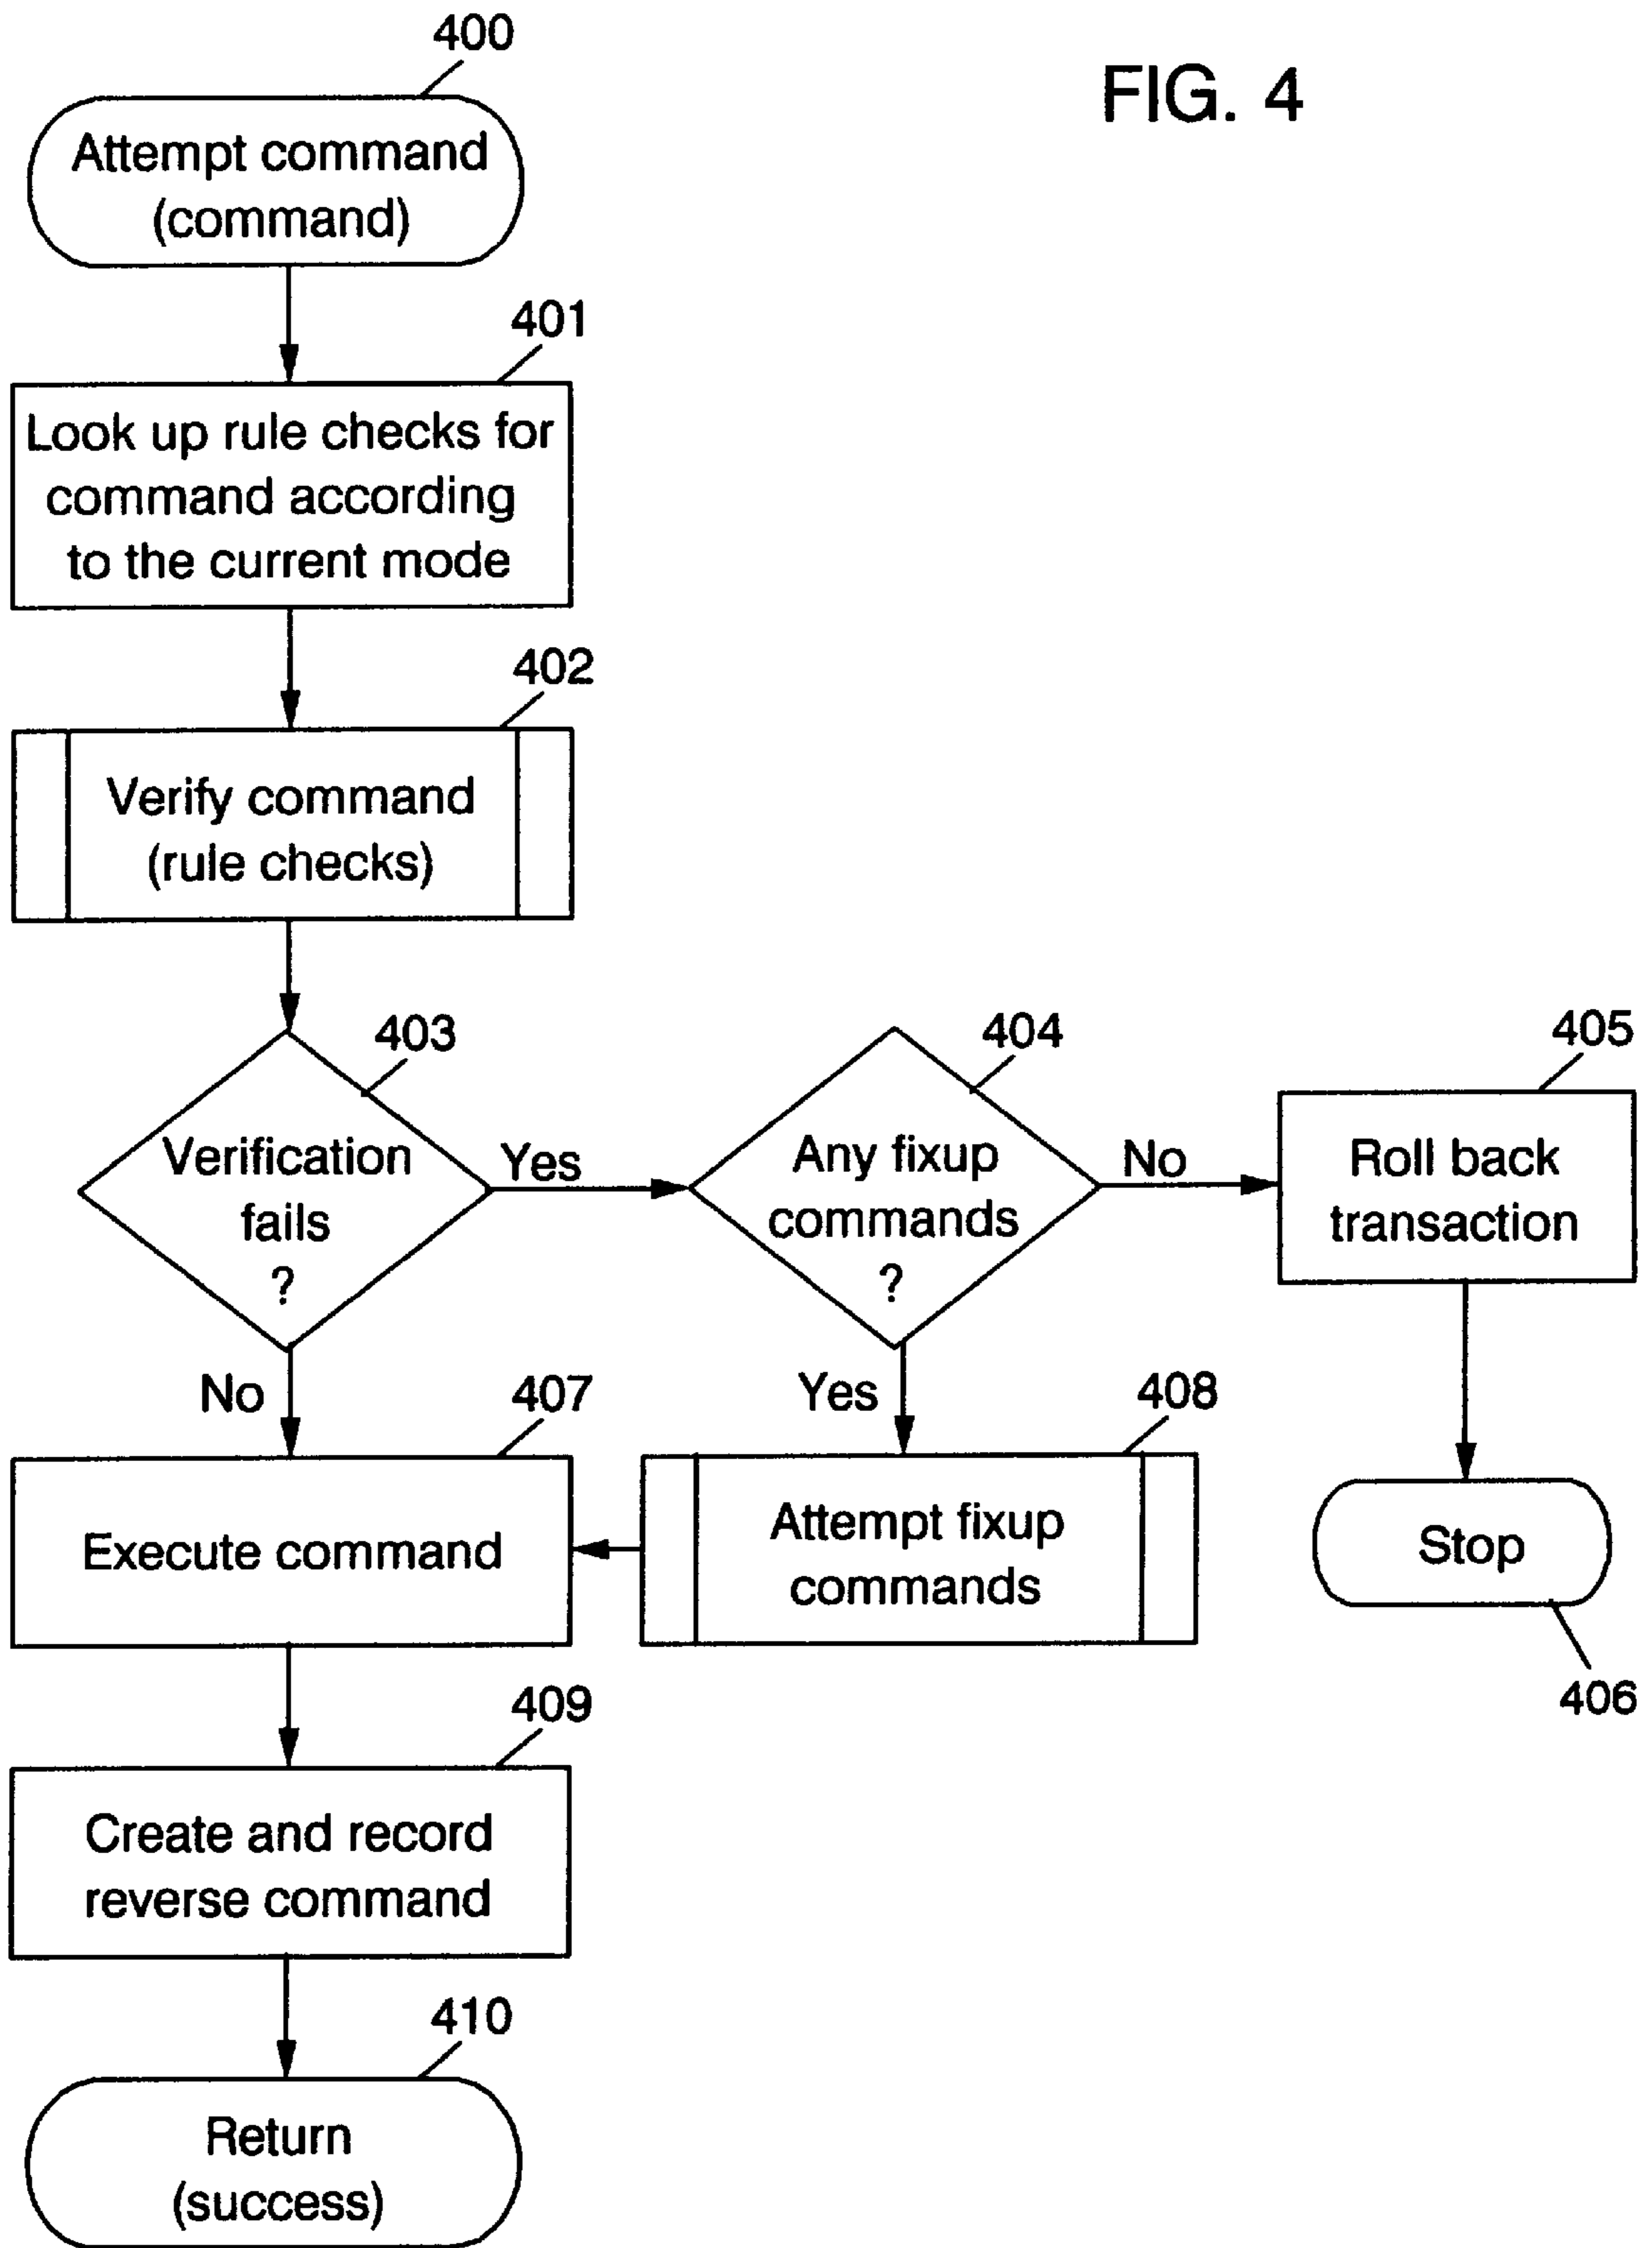 FIG. 4
400
Attempt command
(command)
401
Look up rule checks for
command according
to the current mode
402
Verify command
(rule checks)
403
Verification
fails
?
Yes
No
404
Any fixup
commands
?
No
Yes
405
Roll back
transaction
407
Execute command
408
Attempt fixup
commands
Stop
406
409
Create and record
reverse command
410
Return
(success)